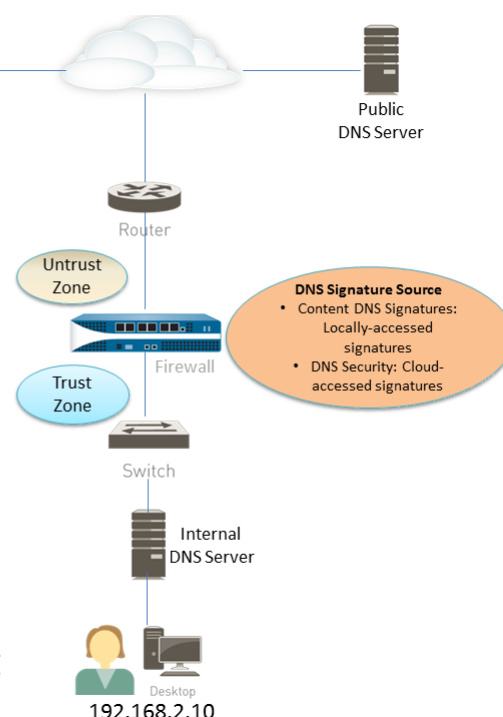 Public
DNS Server
Router
Untrust
Zone
DNS Signature Source
• Content DNS Signatures:
Locally-accessed
signatures
• DNS Security: Cloud-
accessed signatures
Firewall
Trust
Zone
Switch
Internal
DNS Server
Desktop
192.168.2.10